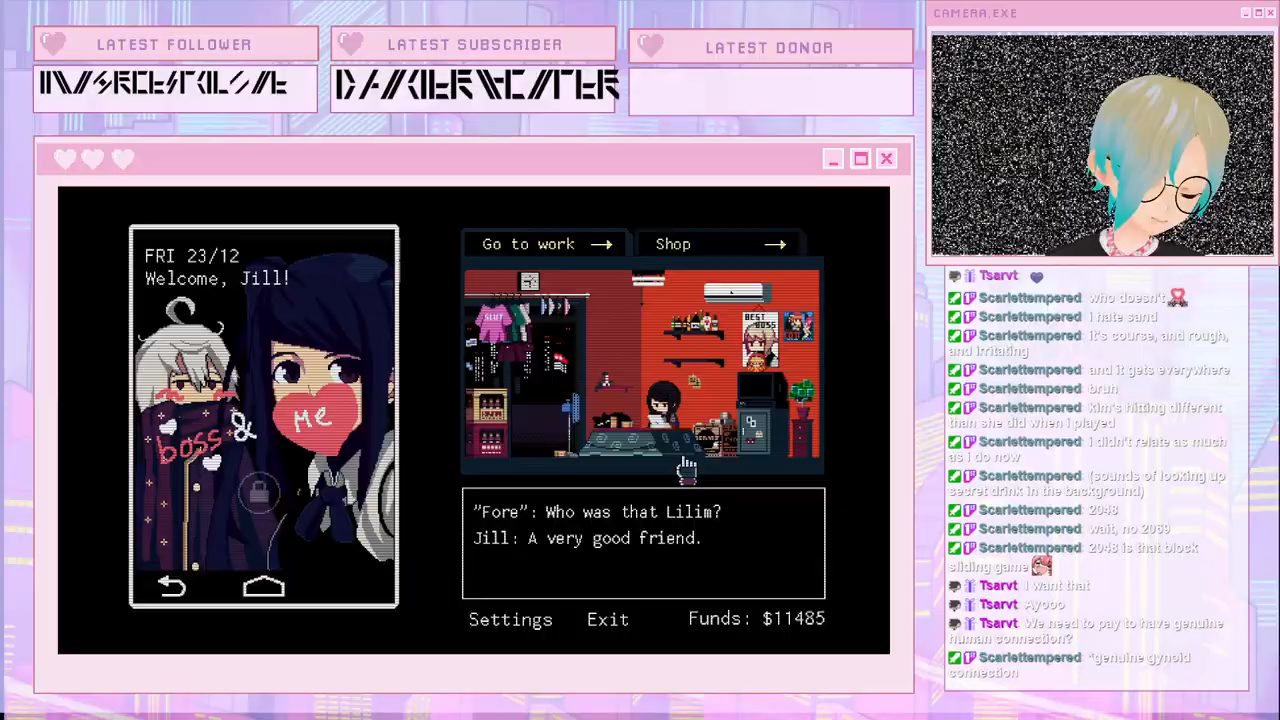 LATEST FOLLOWER
LATEST SUBSCRIBER
LATEST DONOR
CAMERA.EXE
FRI 23/12
Welcome, Jill!
boss
&
Me
Go to work →
Shop →
SLUT
BEST
BOSS
"Fore": Who was that Lilim?
Jill: A very good friend.
Settings
Exit
Funds: $11485
Tsarvt
Scarlettempered who doesn't
Scarlettempered i hate sand
Scarlettempered it's course, and rough,
and irritating
Scarlettempered and it gets everywhere
Scarlettempered bruh
Scarlettempered kim's hitting different
than she did when i played
Scarlettempered i didn't relate as much
as i do now
Scarlettempered (sounds of looking up
secret drink in the background)
Scarlettempered 2048
Scarlettempered wait, no 2069
Scarlettempered 2048 is that block
sliding game
Tsarvt I want that
Tsarvt Ayooo
Tsarvt We need to pay to have genuine
human connection?
Scarlettempered *genuine gynoid
connection